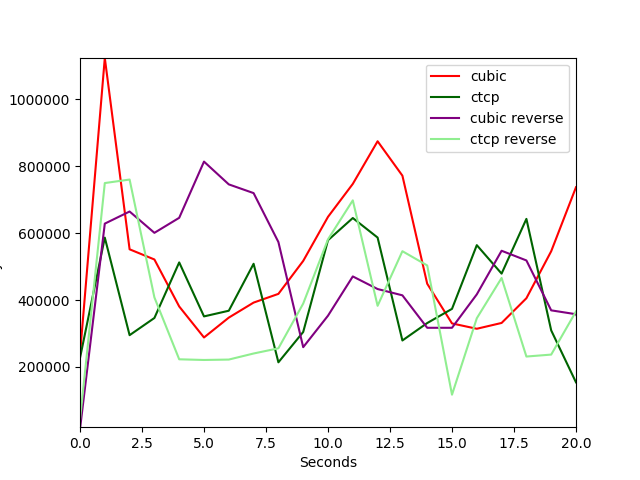 cubic
ctcp
cubic reverse
ctcp reverse
1000000
800000
600000
400000
200000
0.0 2.5 5.0 7.5 10.0 12.5 15.0 17.5 20.0
Seconds